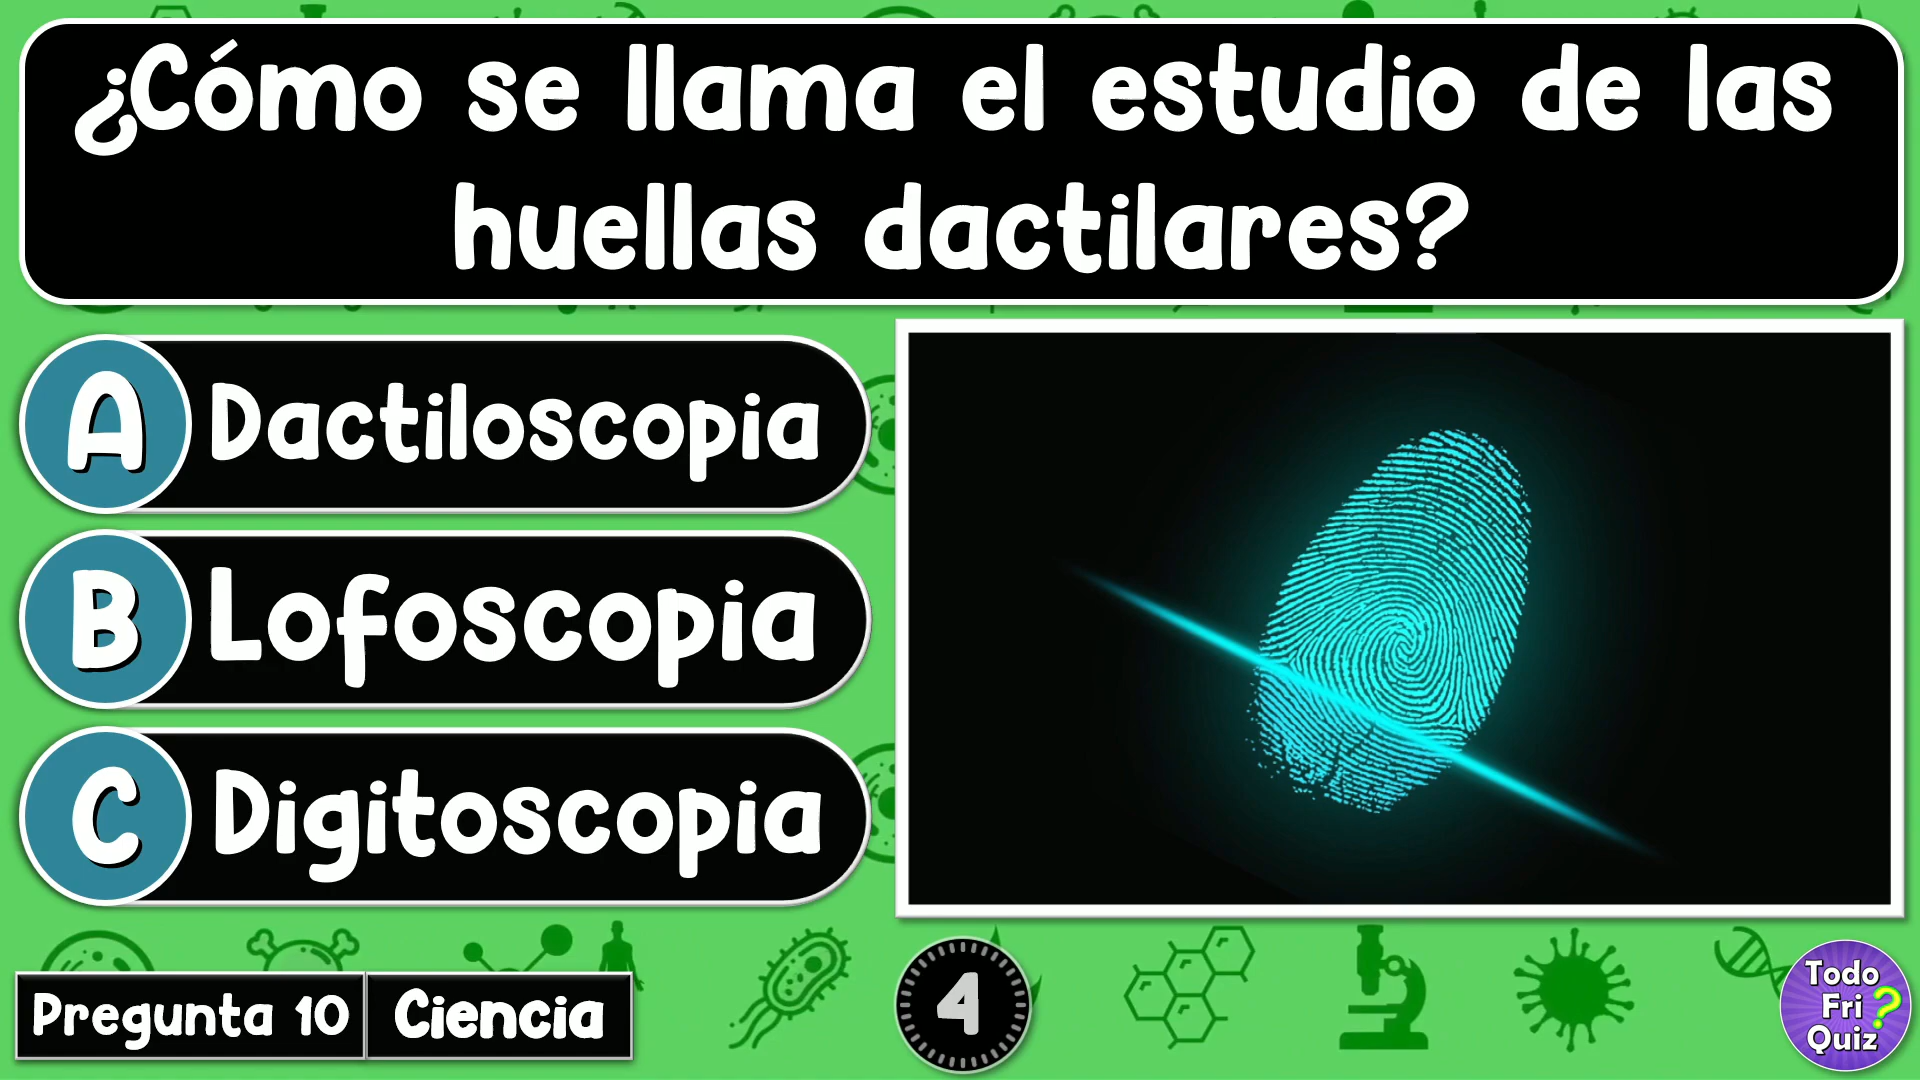 ¿Cómo se llama el estudio de las
huellas dactilares?
A Dactiloscopia
B Lofoscopia
C Digitoscopia
Pregunta 10 Ciencia
4
Todo
Fri
Quiz?